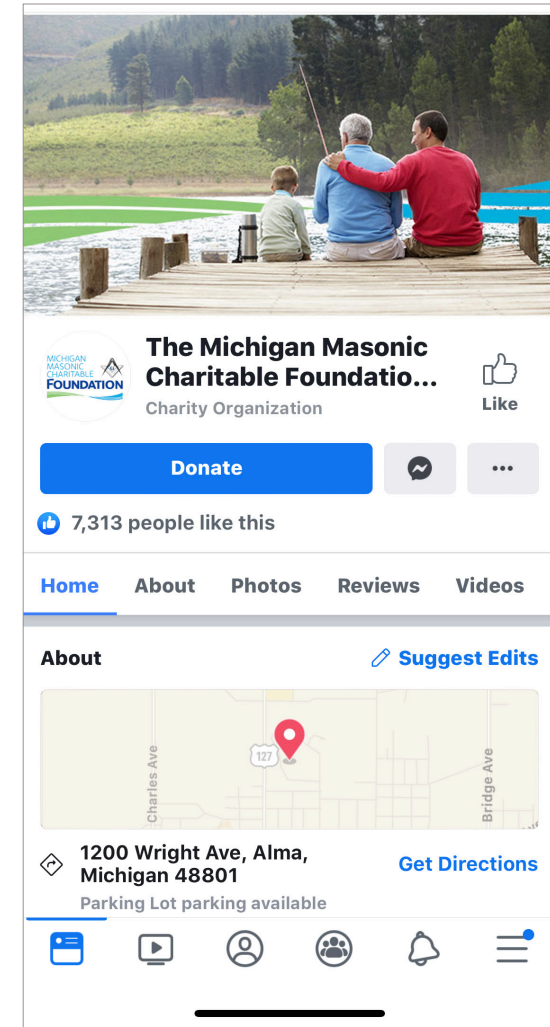 MICHIGAN
MASONIC
CHARITABLE
FOUNDATION
The Michigan Masonic
Charitable Foundatio...
Charity Organization
Like
Donate
7,313 people like this
Home About Photos Reviews Videos
About
Suggest Edits
Charles Ave
127
Bridge Ave
1200 Wright Ave, Alma,
Michigan 48801
Get Directions
Parking Lot parking available